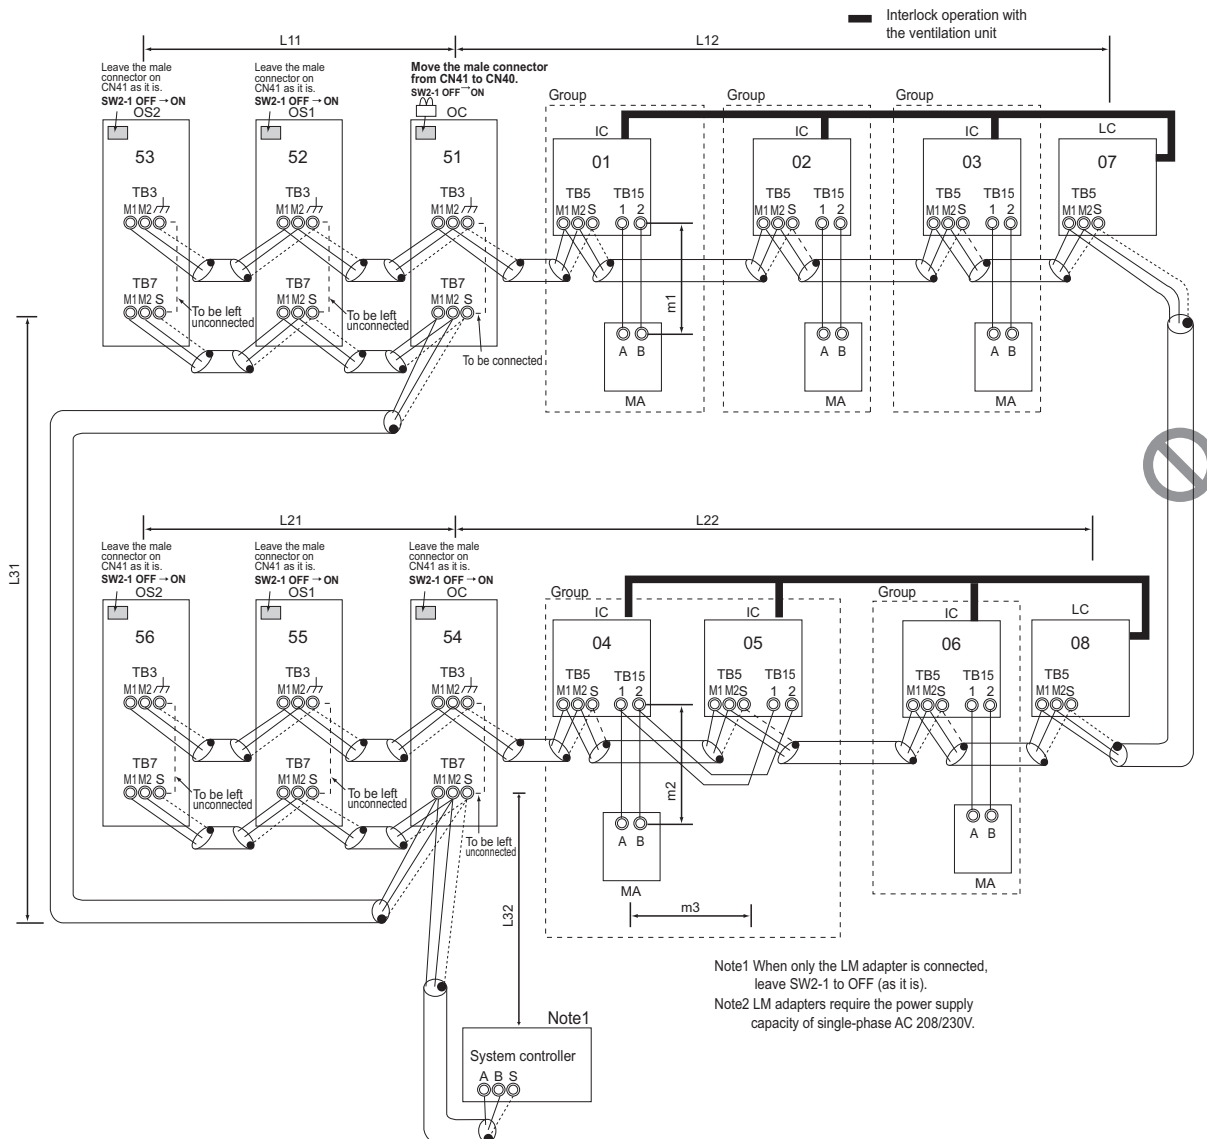 Interlock operation with
the ventilation unit
L11
L12
Leave the male
connector on
CN41 as it is.
SW2-1 OFF → ON
OS2
Leave the male
connector on
CN41 as it is.
SW2-1 OFF → ON
OS1
Move the male connector
from CN41 to CN40.
SW2-1 OFF → ON
OC
Group
Group
Group
IC
IC
IC
LC
53
52
51
01
02
03
07
TB3
TB3
TB3
TB5 TB15
TB5 TB15
TB5 TB15
TB5
M1 M2
M1 M2
M1 M2
M1 M2 S 1 2
M1 M2 S 1 2
M1 M2 S 1 2
M1 M2 S
TB7
TB7
TB7
M1 M2 S
M1 M2 S
M1 M2 S
To be left
unconnected
To be left
unconnected
To be connected
m1
A B
A B
A B
MA
MA
MA
L31
L21
L22
Leave the male
connector on
CN41 as it is.
SW2-1 OFF → ON
OS2
Leave the male
connector on
CN41 as it is.
SW2-1 OFF → ON
OS1
Leave the male
connector on
CN41 as it is.
SW2-1 OFF → ON
OC
Group
Group
IC
IC
IC
LC
56
55
54
04
05
06
08
TB3
TB3
TB3
TB5 TB15
TB5 TB15
TB5 TB15
TB5
M1 M2
M1 M2
M1 M2
M1 M2 S 1 2
M1 M2 S 1 2
M1 M2 S 1 2
M1 M2 S
TB7
TB7
TB7
M1 M2 S
M1 M2 S
M1 M2 S
To be left
unconnected
To be left
unconnected
To be left
unconnected
m2
A B
A B
MA
MA
m3
L32
Note1 When only the LM adapter is connected,
leave SW2-1 to OFF (as it is).
Note2 LM adapters require the power supply
capacity of single-phase AC 208/230V.
Note1
System controller
A B S